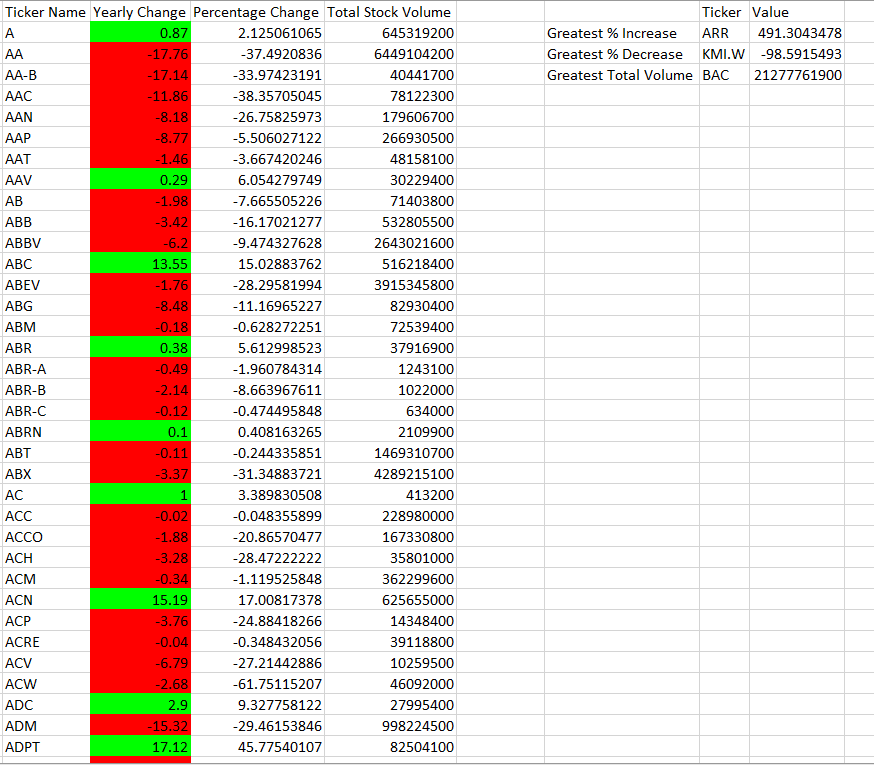 Ticker Name Yearly Change Percentage Change Total Stock Volume Ticker Value
A 0.87 2.125061065 645319200 Greatest % Increase ARR 491.3043478
AA -17.76 -37.4920836 6449104200 Greatest % Decrease KMI.W -98.5915493
AA-B -17.14 -33.97423191 40441700 Greatest Total Volume BAC 21277761900
AAC -11.86 -38.35705045 78122300
AAN -8.18 -26.75825973 179606700
AAP -8.77 -5.506027122 266930500
AAT -1.46 -3.667420246 48158100
AAV 0.29 6.054279749 30229400
AB -1.98 -7.665505226 71403800
ABB -3.42 -16.17021277 532805500
ABBV -6.2 -9.474327628 2643021600
ABC 13.55 15.02883762 516218400
ABEV -1.76 -28.29581994 3915345800
ABG -8.48 -11.16965227 82930400
ABM -0.18 -0.628272251 72539400
ABR 0.38 5.612998523 37916900
ABR-A -0.49 -1.960784314 1243100
ABR-B -2.14 -8.663967611 1022000
ABR-C -0.12 -0.474495848 634000
ABRN 0.1 0.408163265 2109900
ABT -0.11 -0.244335851 1469310700
ABX -3.37 -31.34883721 4289215100
AC 1 3.389830508 413200
ACC -0.02 -0.048355899 228980000
ACCO -1.88 -20.86570477 167330800
ACH -3.28 -28.47222222 35801000
ACM -0.34 -1.119525848 362299600
ACN 15.19 17.00817378 625655000
ACP -3.76 -24.88418266 14348400
ACRE -0.04 -0.348432056 39118800
ACV -6.79 -27.21442886 10259500
ACW -2.68 -61.75115207 46092000
ADC 2.9 9.327758122 27995400
ADM -15.32 -29.46153846 998224500
ADPT 17.12 45.77540107 82504100